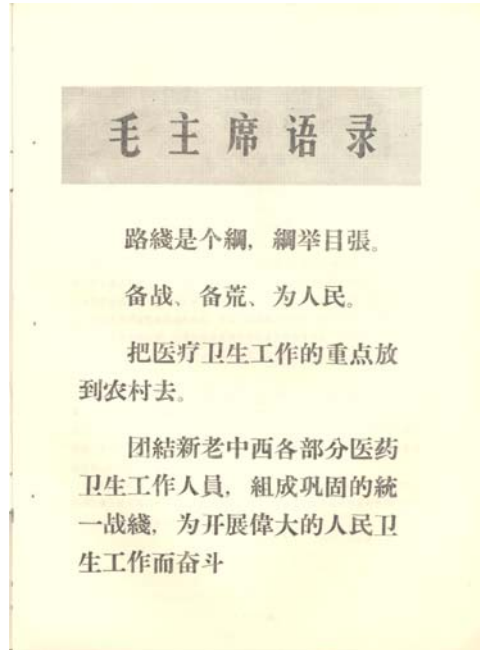 毛主席语录
路綫是个綱，綱举目張。
备战、备荒、为人民。
把医疗卫生工作的重点放
到农村去。
团結新老中西各部分医药
卫生工作人員，組成巩固的統
一战綫，为开展偉大的人民卫
生工作而奋斗